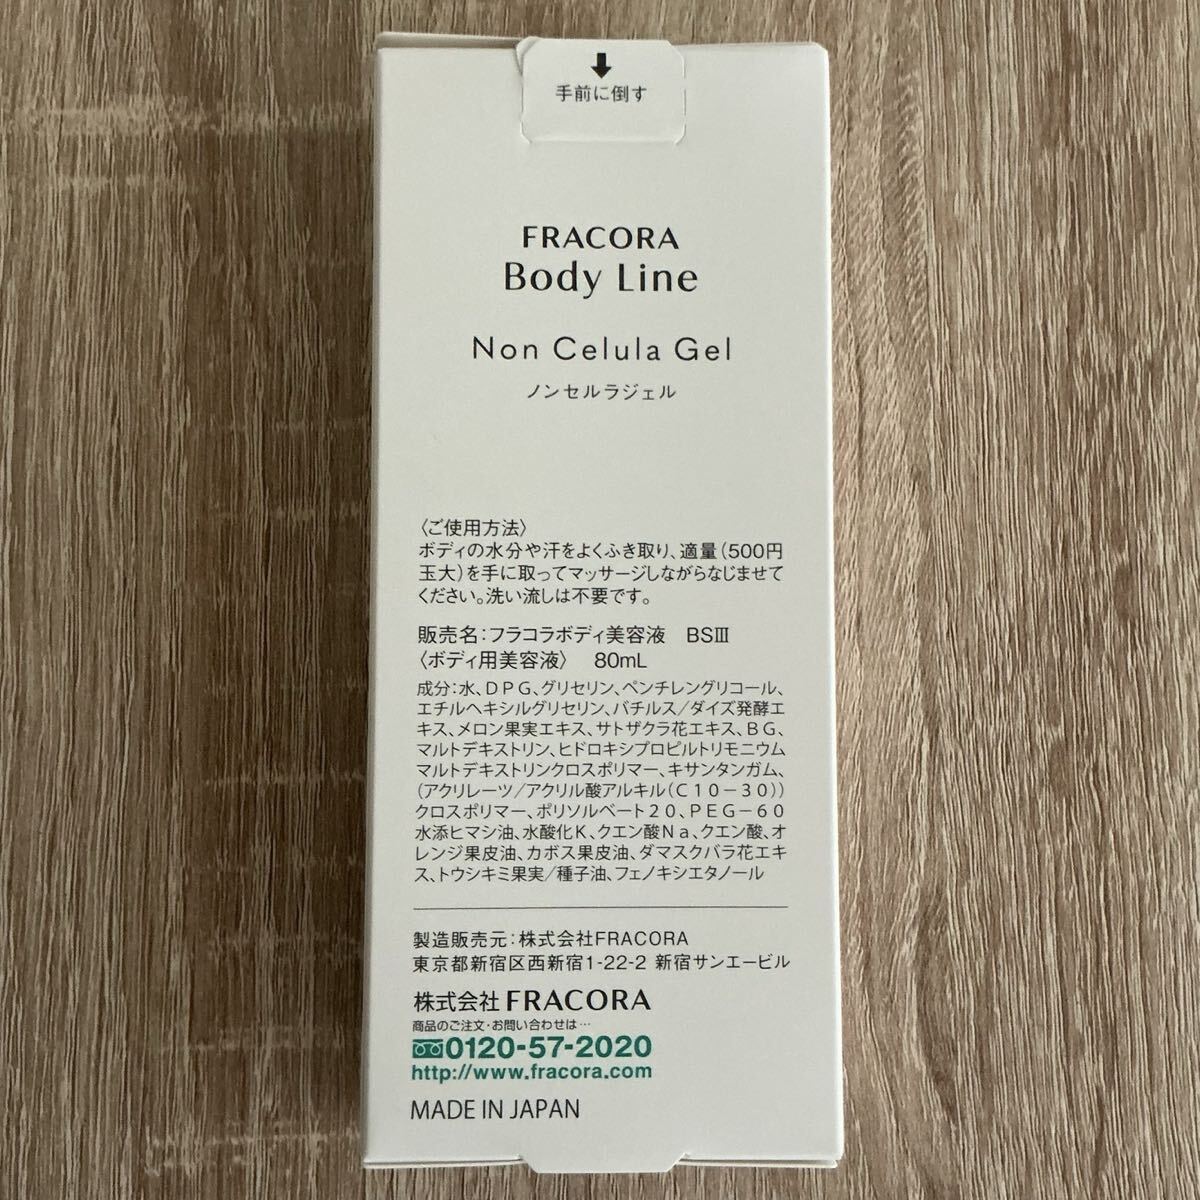 手前に倒す
FRACORA
Body Line
Non Celula Gel
ノンセルラジェル
〈ご使用方法〉
ボディの水分や汗をよくふき取り、適量(500円
玉大)を手に取ってマッサージしながらなじませて
ください。洗い流しは不要です。
販売名:フラコラボディ美容液 BSⅢ
〈ボディ用美容液〉 80mL
成分:水、DPG、グリセリン、ペンチレングリコール、
エチルヘキシルグリセリン、バチルス/ダイズ発酵エ
キス、メロン果実エキス、サトザクラ花エキス、BG、
マルトデキストリン、ヒドロキシプロピルトリモニウム
マルトデキストリンクロスポリマー、キサンタンガム、
(アクリレーツ/アクリル酸アルキル(C10-30))
クロスポリマー、ポリソルベート20、PEG-60
水添ヒマシ油、水酸化K、クエン酸Na、クエン酸、オ
レンジ果皮油、カボス果皮油、ダマスクバラ花エキ
ス、トウシキミ果実/種子油、フェノキシエタノール
製造販売元:株式会社FRACORA
東京都新宿区西新宿1-22-2 新宿サンエービル
株式会社 FRACORA
商品のご注文・お問い合わせは…
0120-57-2020
http://www.fracora.com
MADE IN JAPAN